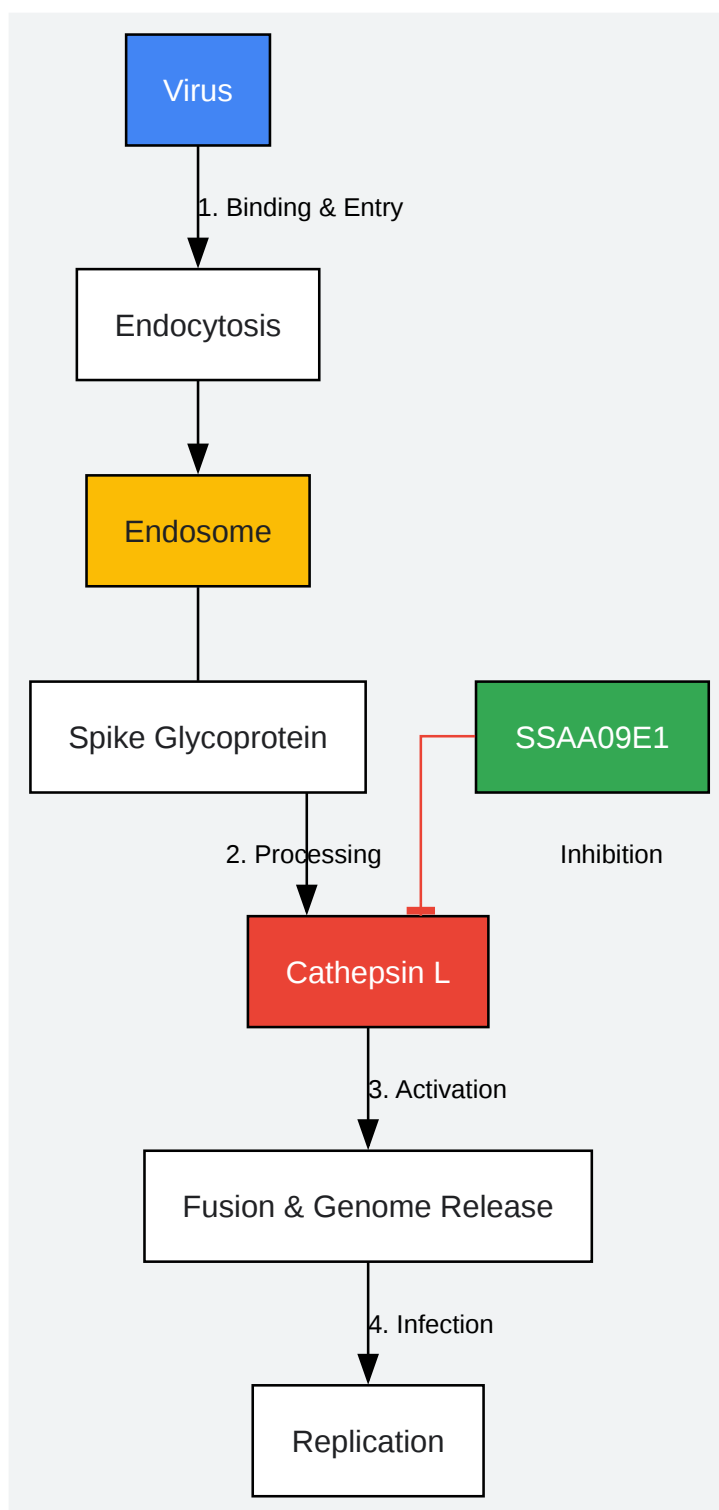 Virus
1. Binding & Entry
Endocytosis
Endosome
Spike Glycoprotein
SSAA09E1
2. Processing
Inhibition
Cathepsin L
3. Activation
Fusion & Genome Release
4. Infection
Replication